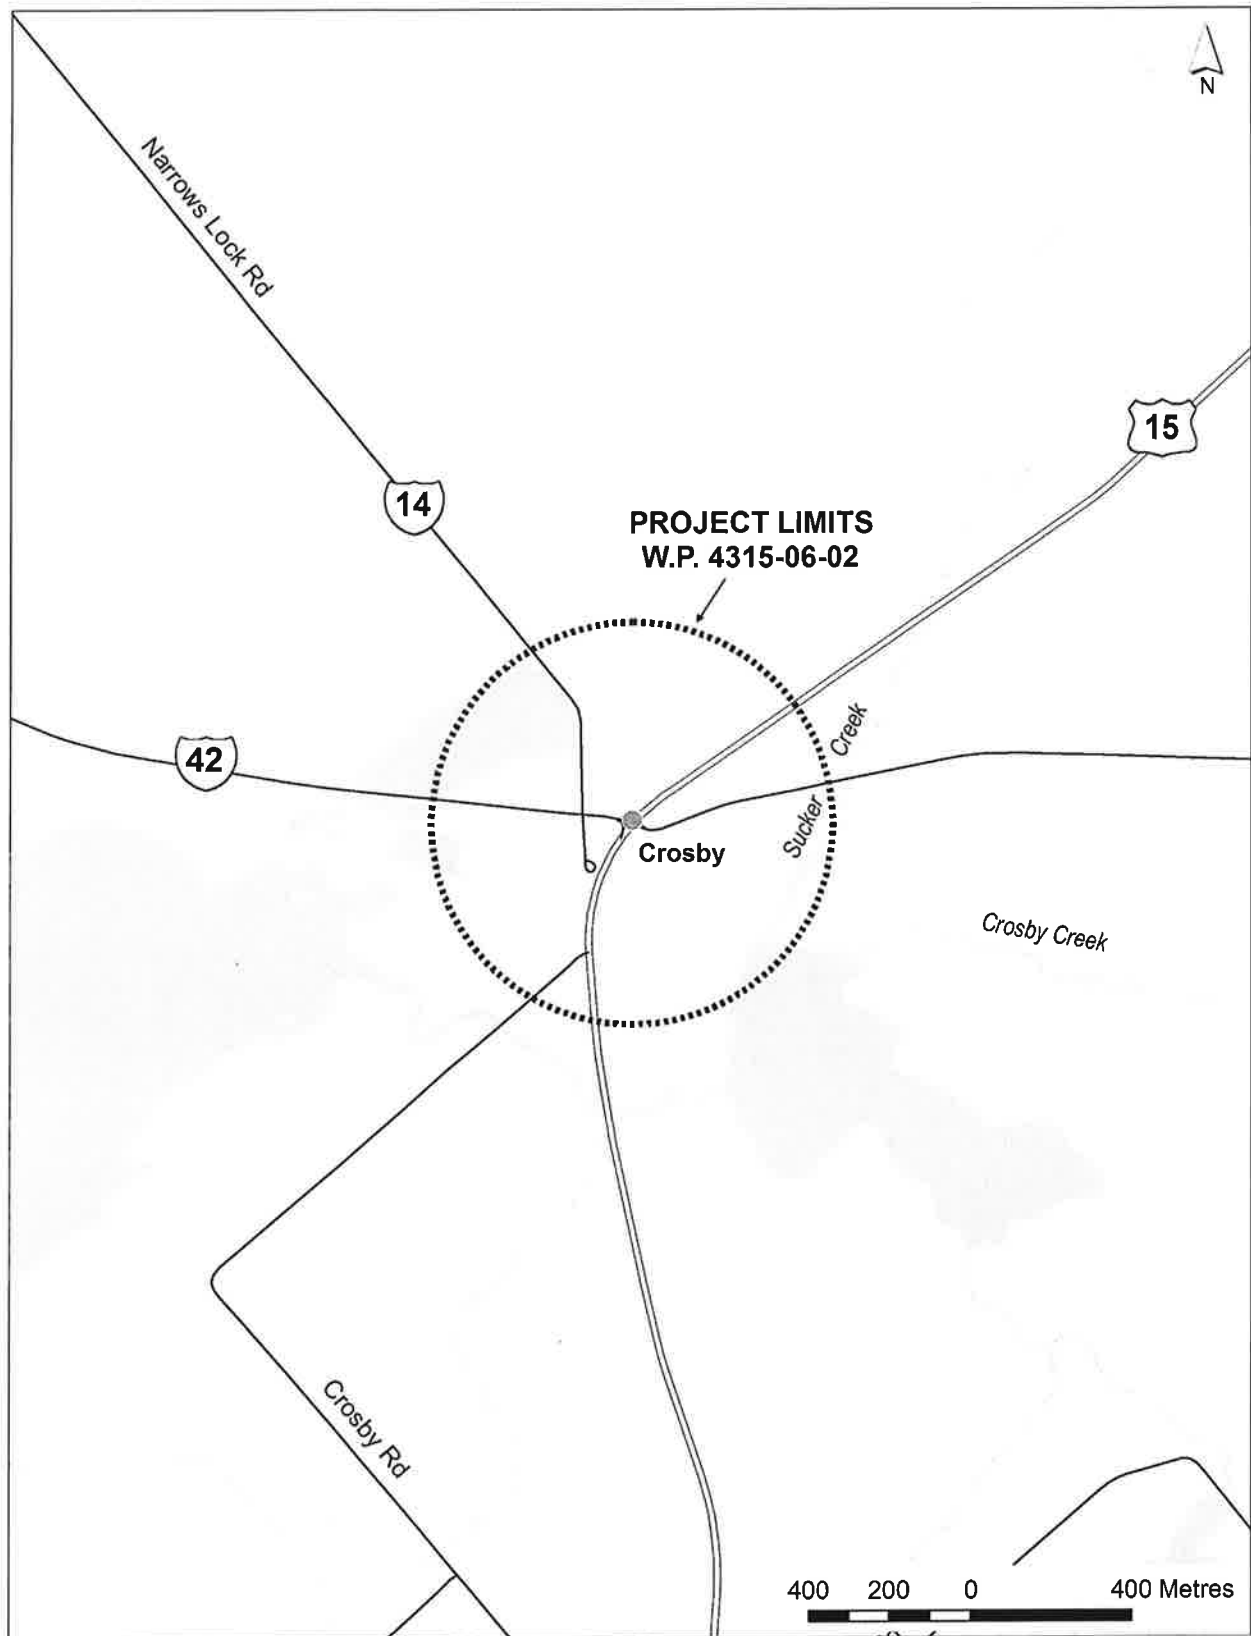 N
Narrows Lock Rd
15
14
PROJECT LIMITS
W.P. 4315-06-02
Creek
42
Sucker
Crosby
Crosby Creek
Crosby Rd
400 200 0 400 Metres